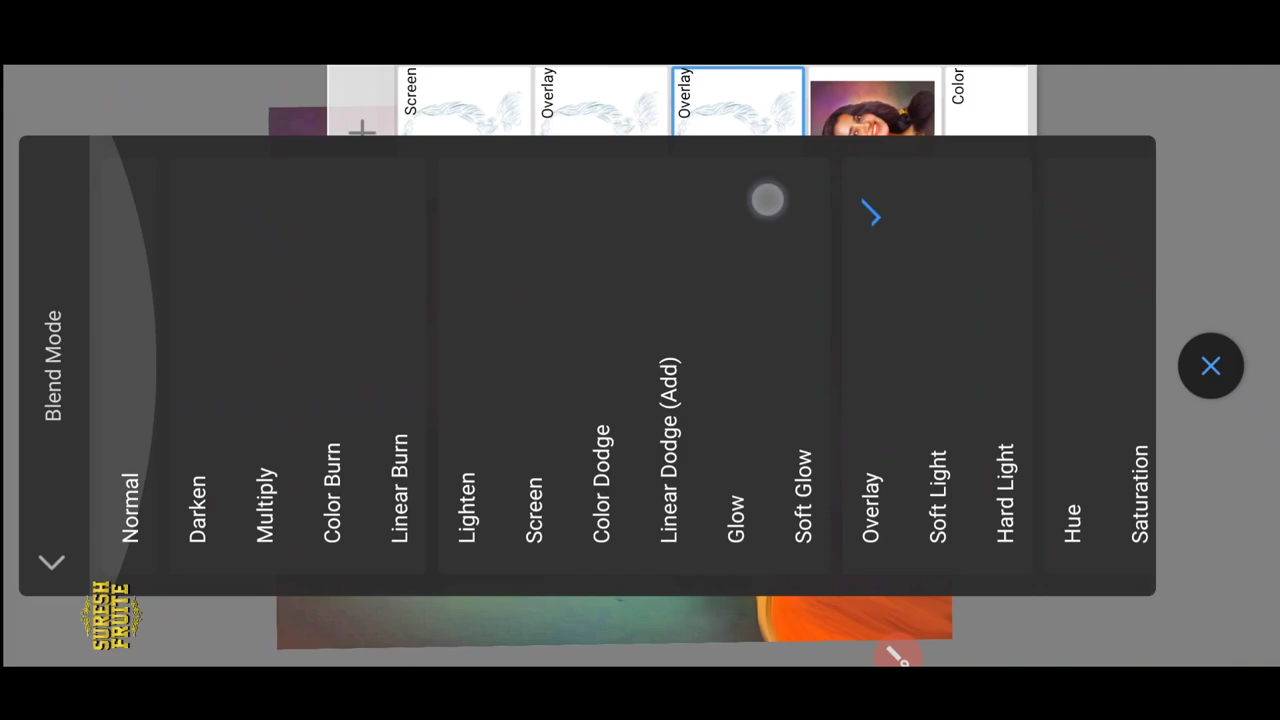 Screen
Overlay
Overlay
Color
Blend Mode
Normal
Darken
Multiply
Color Burn
Linear Burn
Lighten
Screen
Color Dodge
Linear Dodge (Add)
Glow
Soft Glow
Overlay
Soft Light
Hard Light
Hue
Saturation
SURESH
FRUITE